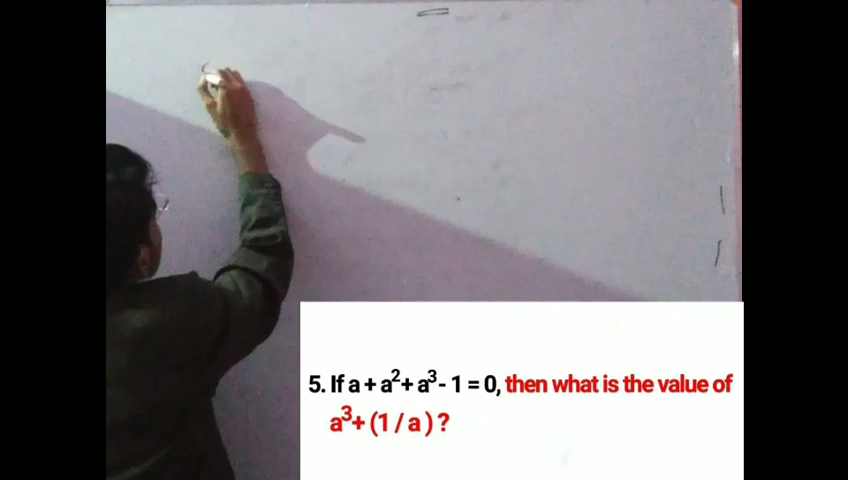 5. If a + a²+ a³- 1 = 0, then what is the value of
a³+ (1 / a ) ?